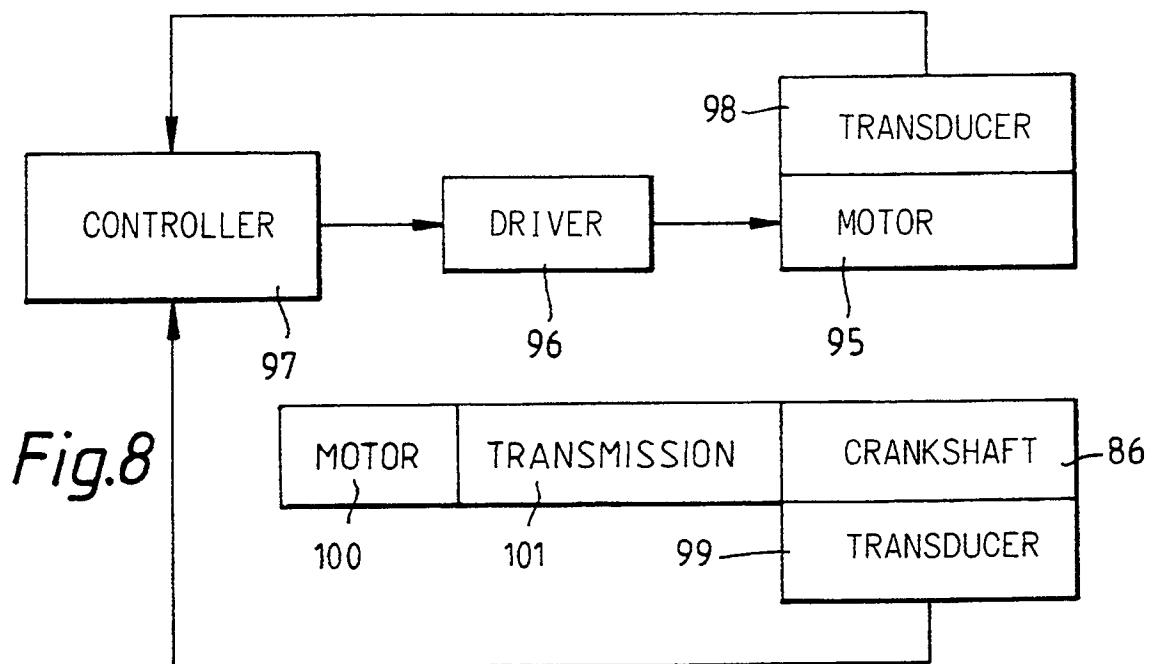 98
TRANSDUCER
CONTROLLER
DRIVER
MOTOR
97
96
95
Fig.8
MOTOR
TRANSMISSION
CRANKSHAFT
86
100
101
99
TRANSDUCER